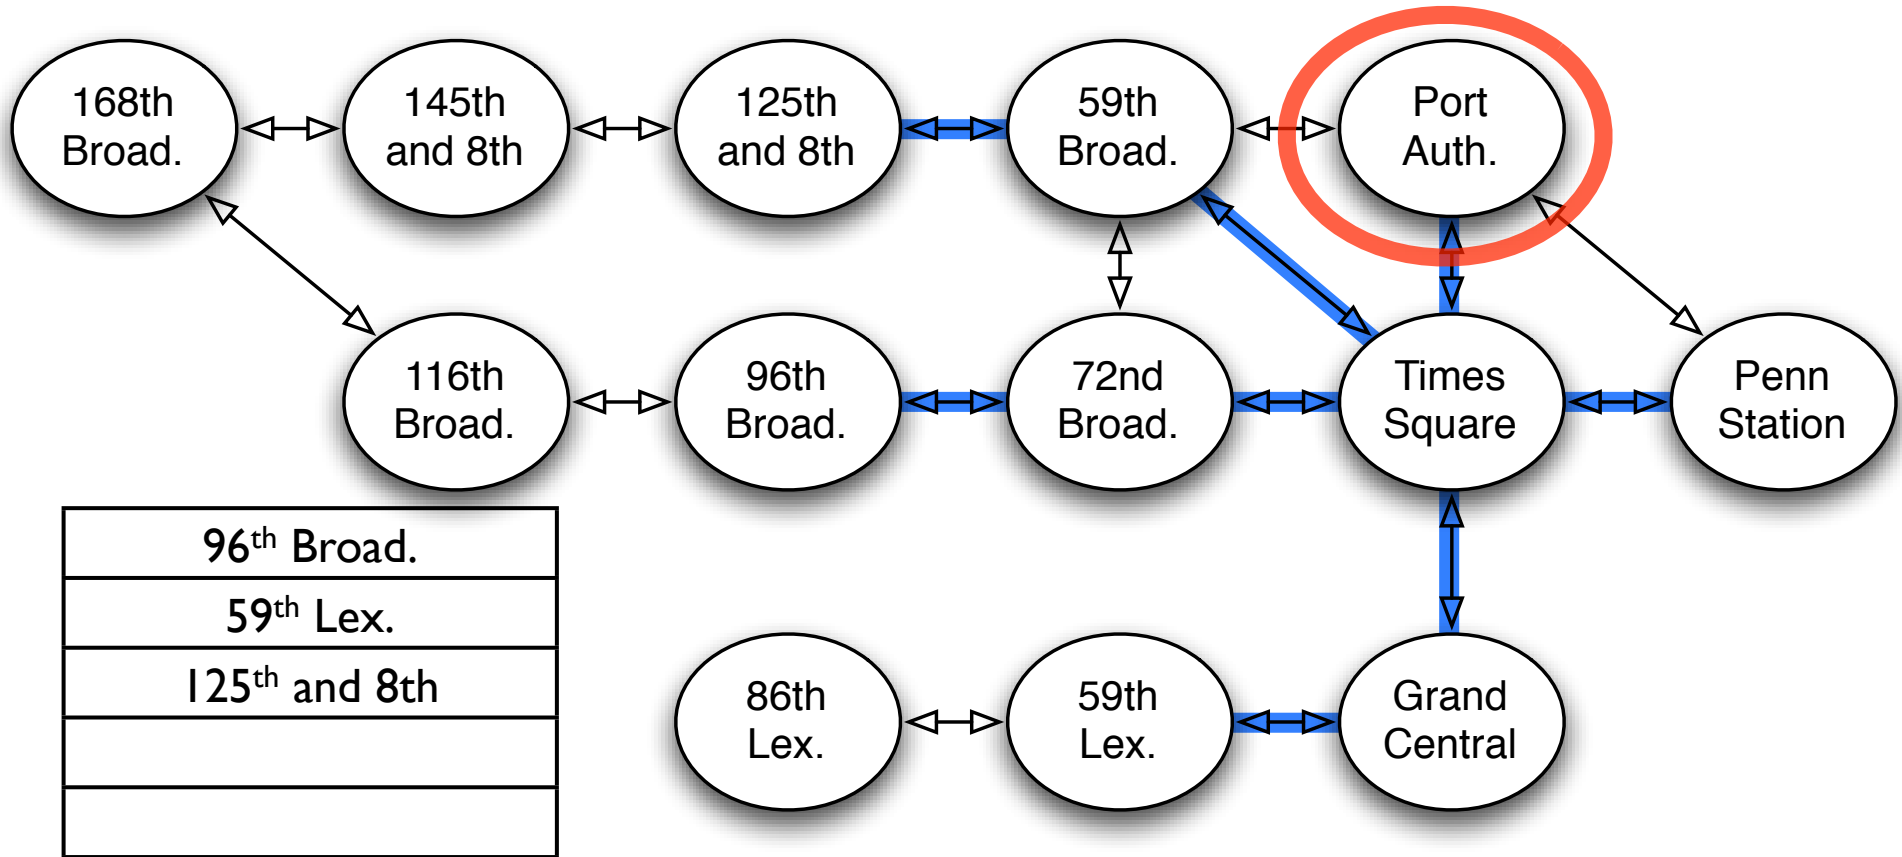 168th
Broad.
145th
and 8th
125th
and 8th
59th
Broad.
Port
Auth.
116th
Broad.
96th
Broad.
72nd
Broad.
Times
Square
Penn
Station
96th Broad.
59th Lex.
125th and 8th
86th
Lex.
59th
Lex.
Grand
Central